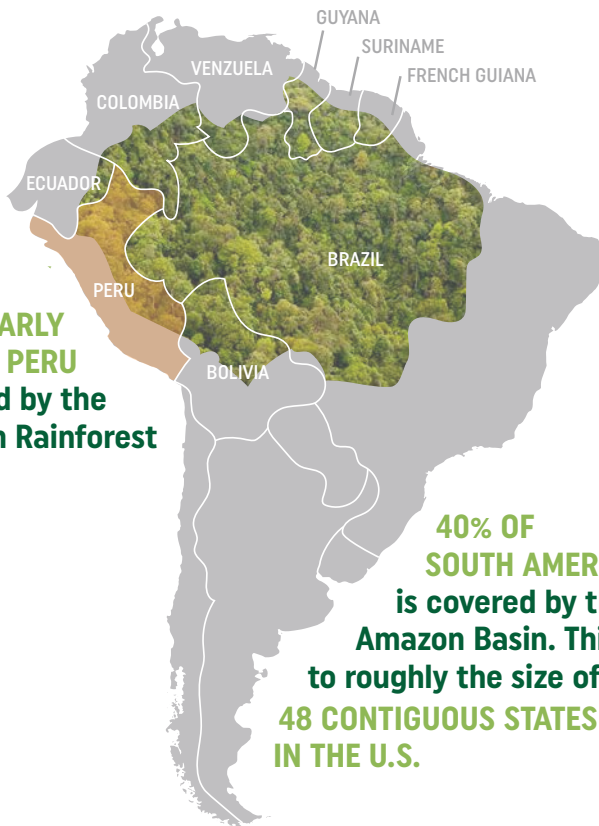 GUYANA
SURINAME
FRENCH GUIANA
VENZUELA
COLOMBIA
ECUADOR
BRAZIL
PERU
BOLIVIA
ARLY
PERU
d by the
n Rainforest
40% OF
SOUTH AMER
is covered by t
Amazon Basin. Thi
to roughly the size of
48 CONTIGUOUS STATES
IN THE U.S.